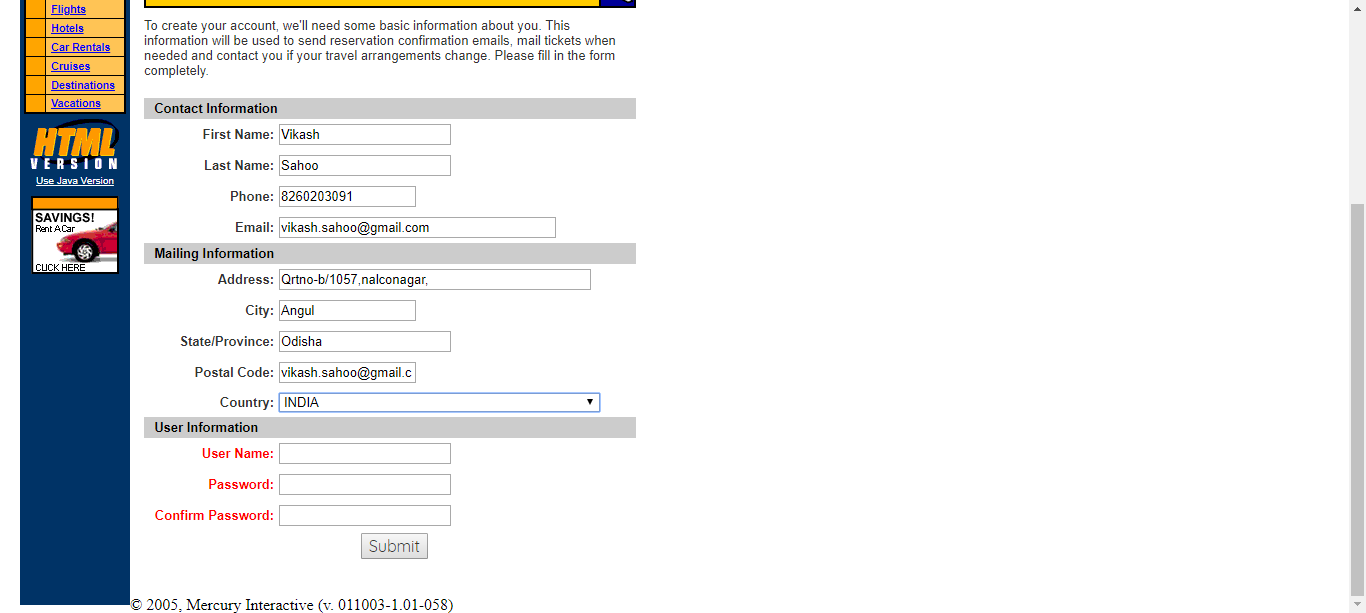 Flights
Hotels
Car Rentals
Cruises
Destinations
Vacations
HTML
VERSION
Use Java Version
SAVINGS!
Rent A Car
CLICK HERE
To create your account, we'll need some basic information about you. This
information will be used to send reservation confirmation emails, mail tickets when
needed and contact you if your travel arrangements change. Please fill in the form
completely.
Contact Information
First Name: Vikash
Last Name: Sahoo
Phone: 8260203091
Email: vikash.sahoo@gmail.com
Mailing Information
Address: Qrtno-b/1057,nalconagar,
City: Angul
State/Province: Odisha
Postal Code: vikash.sahoo@gmail.c
Country: INDIA
User Information
User Name:
Password:
Confirm Password:
Submit
© 2005, Mercury Interactive (v. 011003-1.01-058)